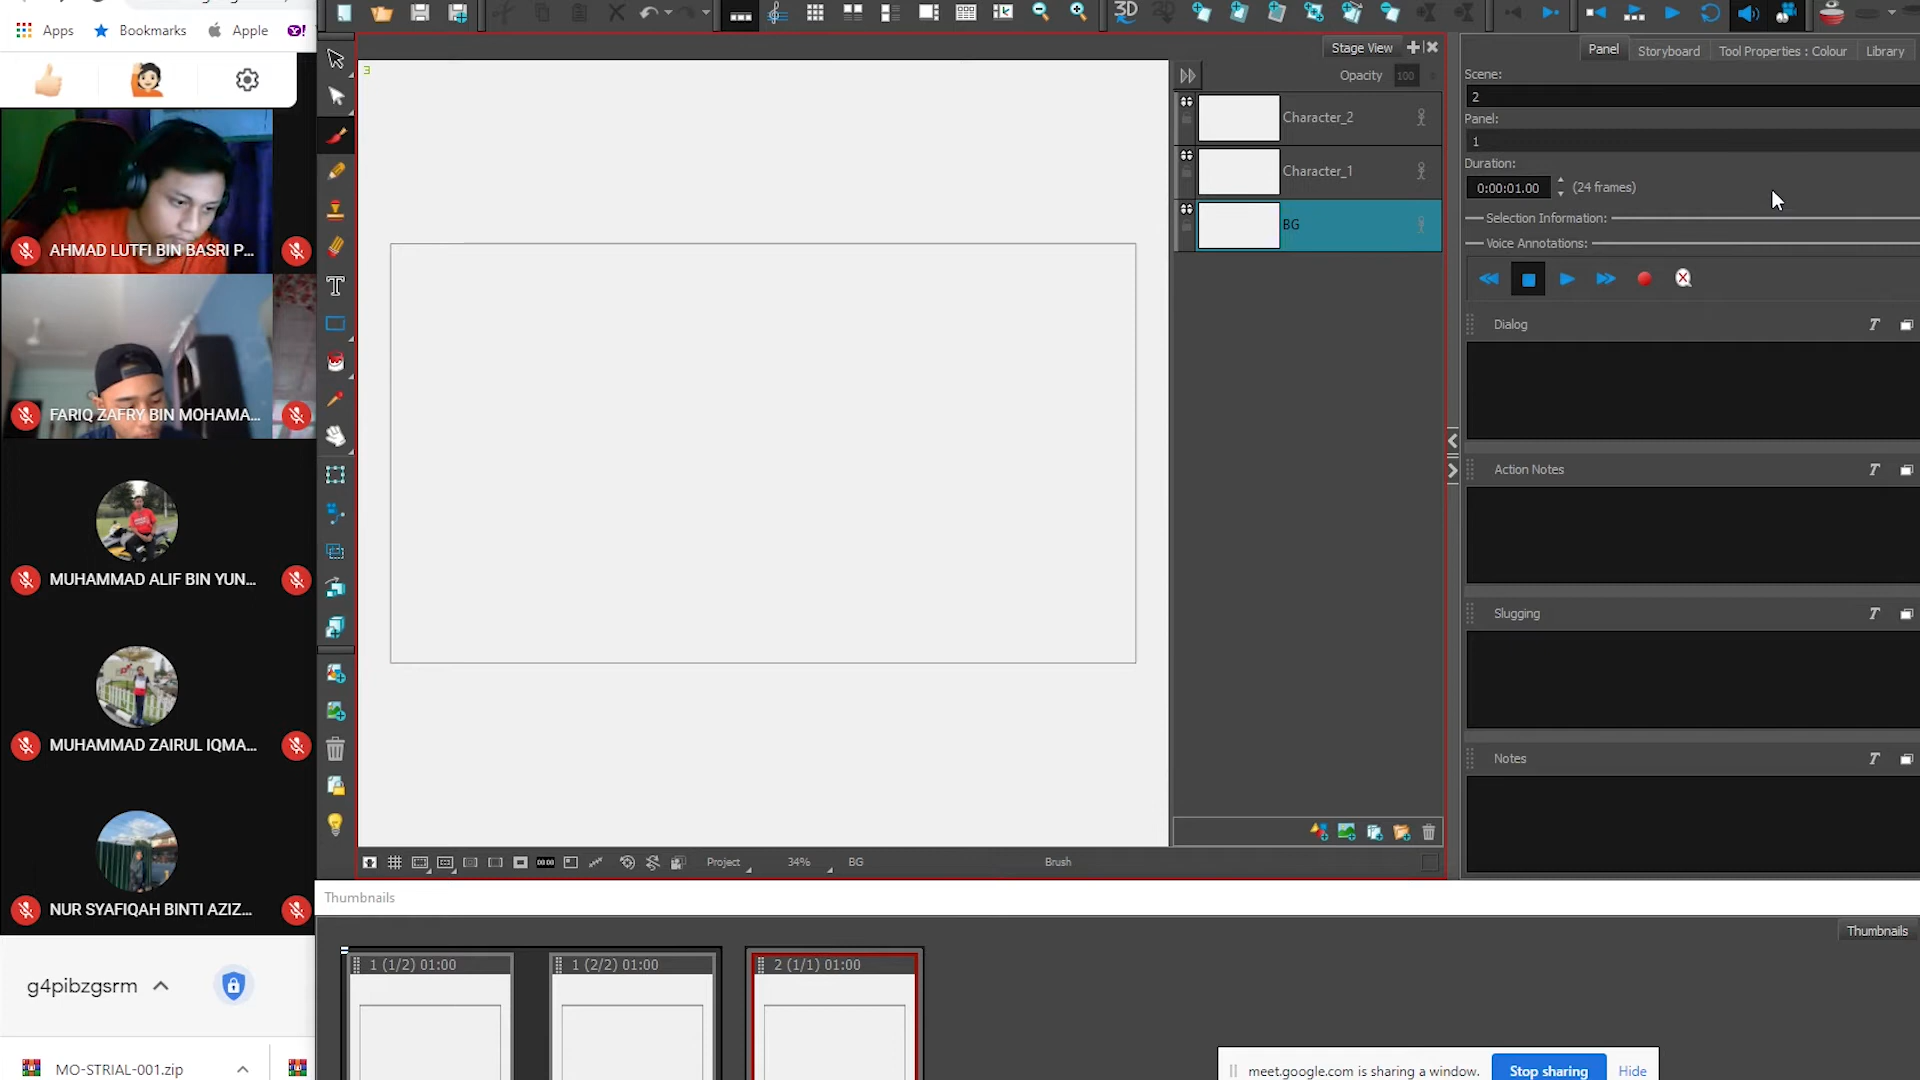 Apps Bookmarks Apple
AHMAD LUTFI BIN BASRI P...
FARIQ ZAFRY BIN MOHAMA...
MUHAMMAD ALIF BIN YUN...
MUHAMMAD ZAIRUL IQMA...
NUR SYAFIQAH BINTI AZIZ...
g4pibzgsrm
MO-STRIAL-001.zip
3D
Stage View
3
Opacity 100
Character_2
Character_1
BG
Project 34% BG Brush
Panel Storyboard Tool Properties : Colour Library
Scene:
2
Panel:
1
Duration:
0:00:01.00 (24 frames)
Selection Information:
Voice Annotations:
Dialog
Action Notes
Slugging
Notes
Thumbnails
Thumbnails
1 (1/2) 01:00 1 (2/2) 01:00 2 (1/1) 01:00
meet.google.com is sharing a window. Stop sharing Hide